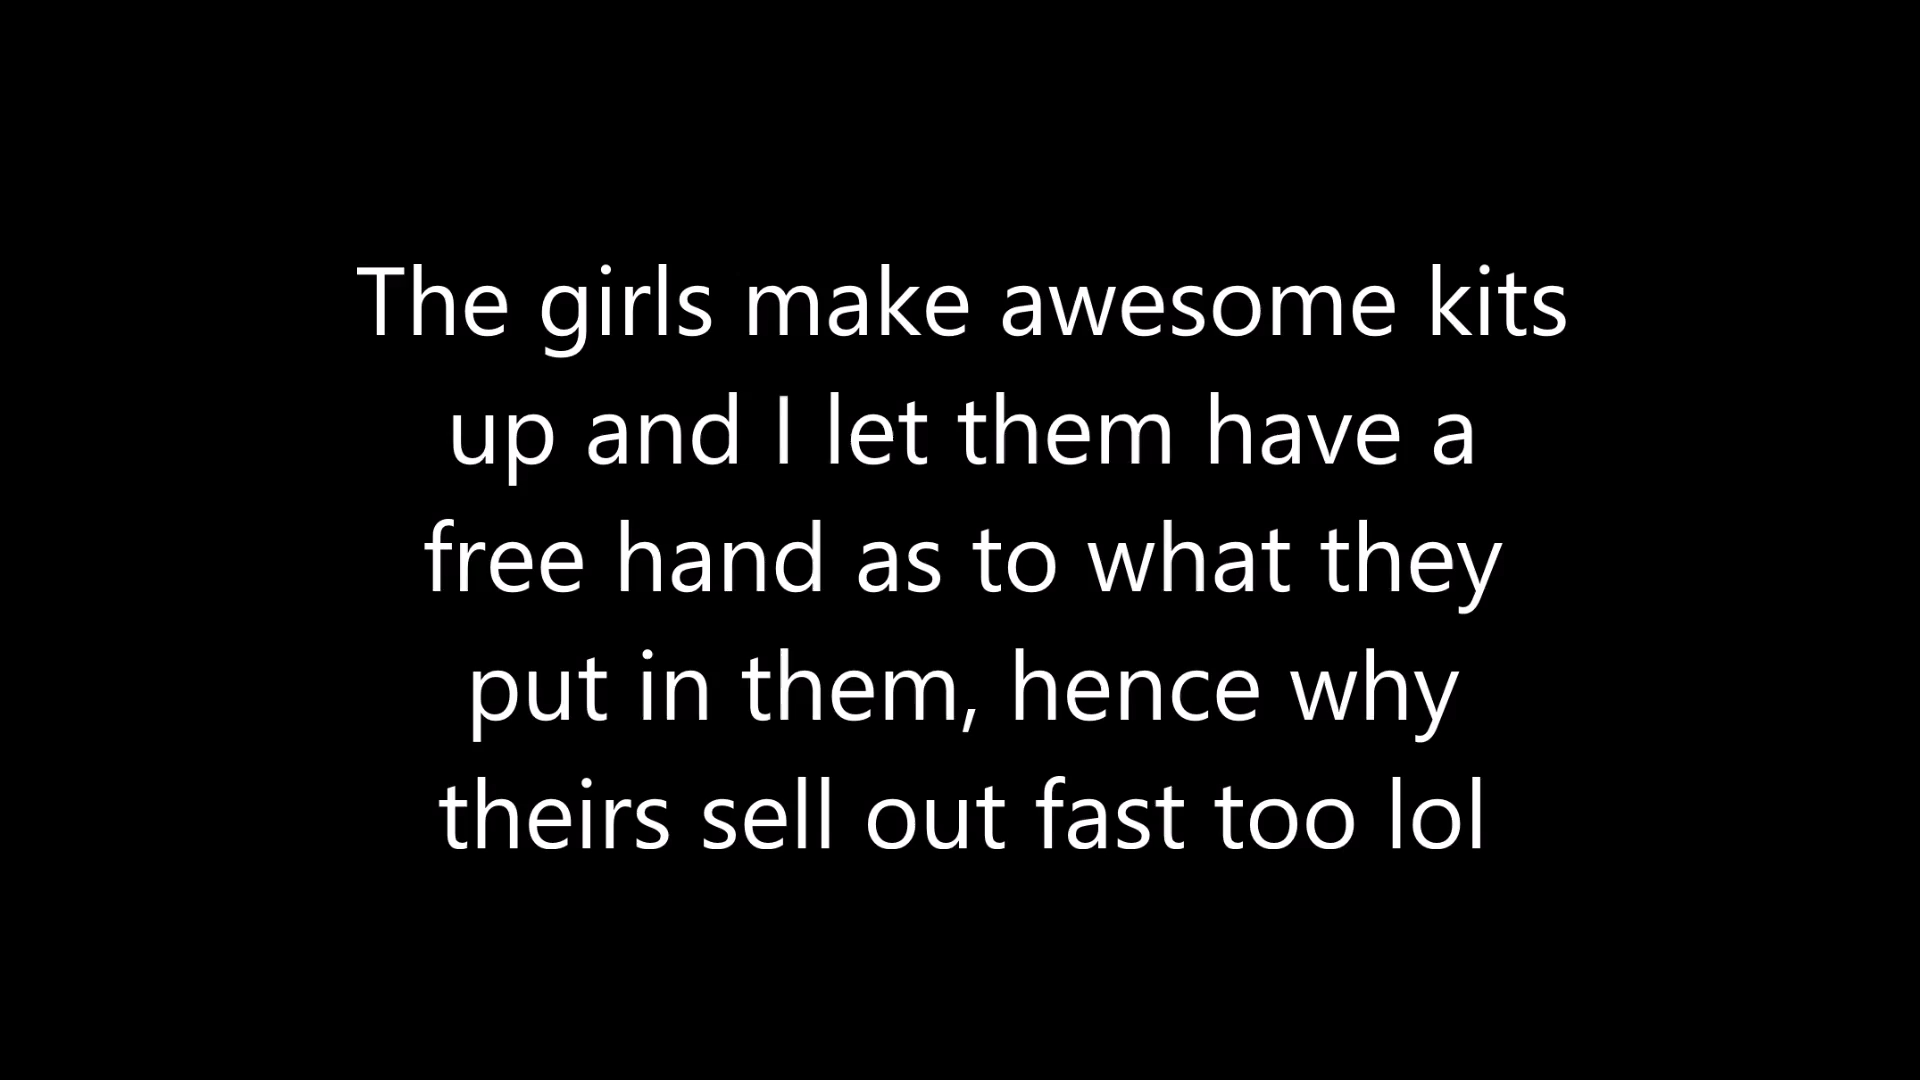 The girls make awesome kits
up and I let them have a
free hand as to what they
put in them, hence why
theirs sell out fast too lol